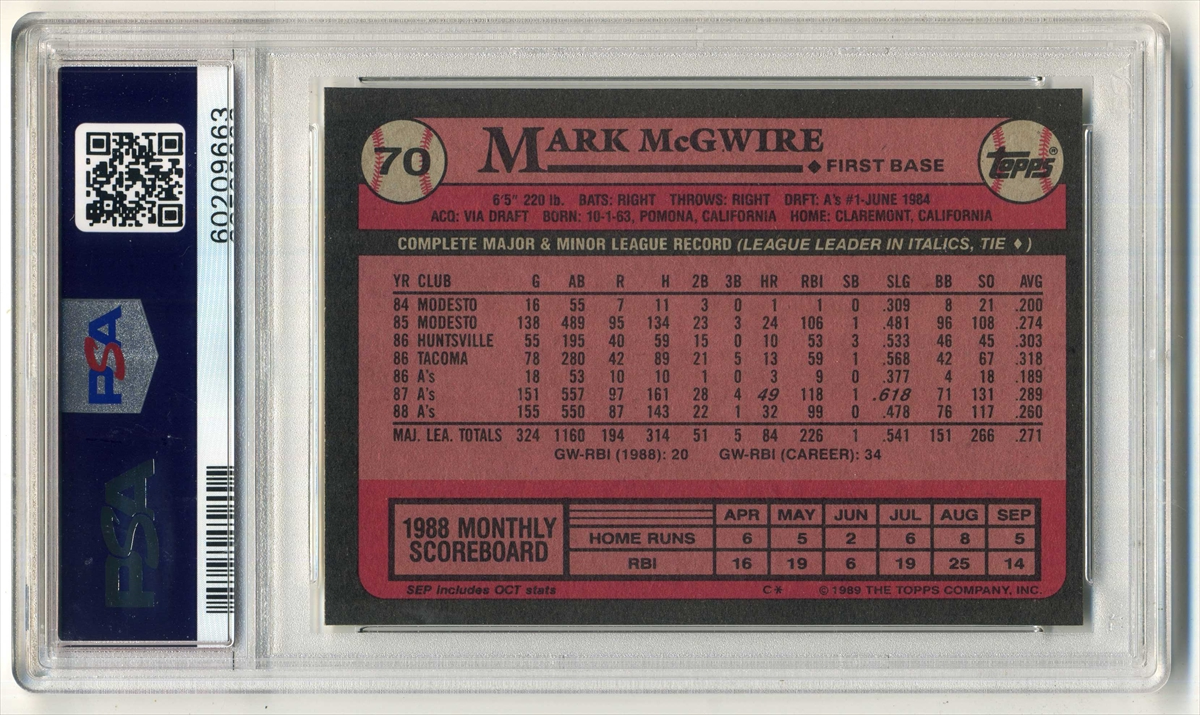 70 MARK McGWIRE
◆ FIRST BASE
TOPPS®
6'5" 220 lb. BATS: RIGHT THROWS: RIGHT DRFT: A's #1-JUNE 1984
ACQ: VIA DRAFT BORN: 10-1-63, POMONA, CALIFORNIA HOME: CLAREMONT, CALIFORNIA
COMPLETE MAJOR & MINOR LEAGUE RECORD (LEAGUE LEADER IN ITALICS, TIE ♦)
YR CLUB G AB R H 2B 3B HR RBI SB SLG BB SO AVG
84 MODESTO 16 55 7 11 3 0 1 1 0 .309 8 21 .200
85 MODESTO 138 489 95 134 23 3 24 106 1 .481 96 108 .274
86 HUNTSVILLE 55 195 40 59 15 0 10 53 3 .533 46 45 .303
86 TACOMA 78 280 42 89 21 5 13 59 1 .568 42 67 .318
86 A's 18 53 10 10 1 0 3 9 0 .377 4 18 .189
87 A's 151 557 97 161 28 4 49 118 1 .618 71 131 .289
88 A's 155 550 87 143 22 1 32 99 0 .478 76 117 .260
MAJ. LEA. TOTALS 324 1160 194 314 51 5 84 226 1 .541 151 266 .271
GW-RBI (1988): 20 GW-RBI (CAREER): 34
1988 MONTHLY
SCOREBOARD
APR MAY JUN JUL AUG SEP
HOME RUNS 6 5 2 6 8 5
RBI 16 19 6 19 25 14
SEP Includes OCT stats C* © 1989 THE TOPPS COMPANY, INC.
60209663
PSA
PSA